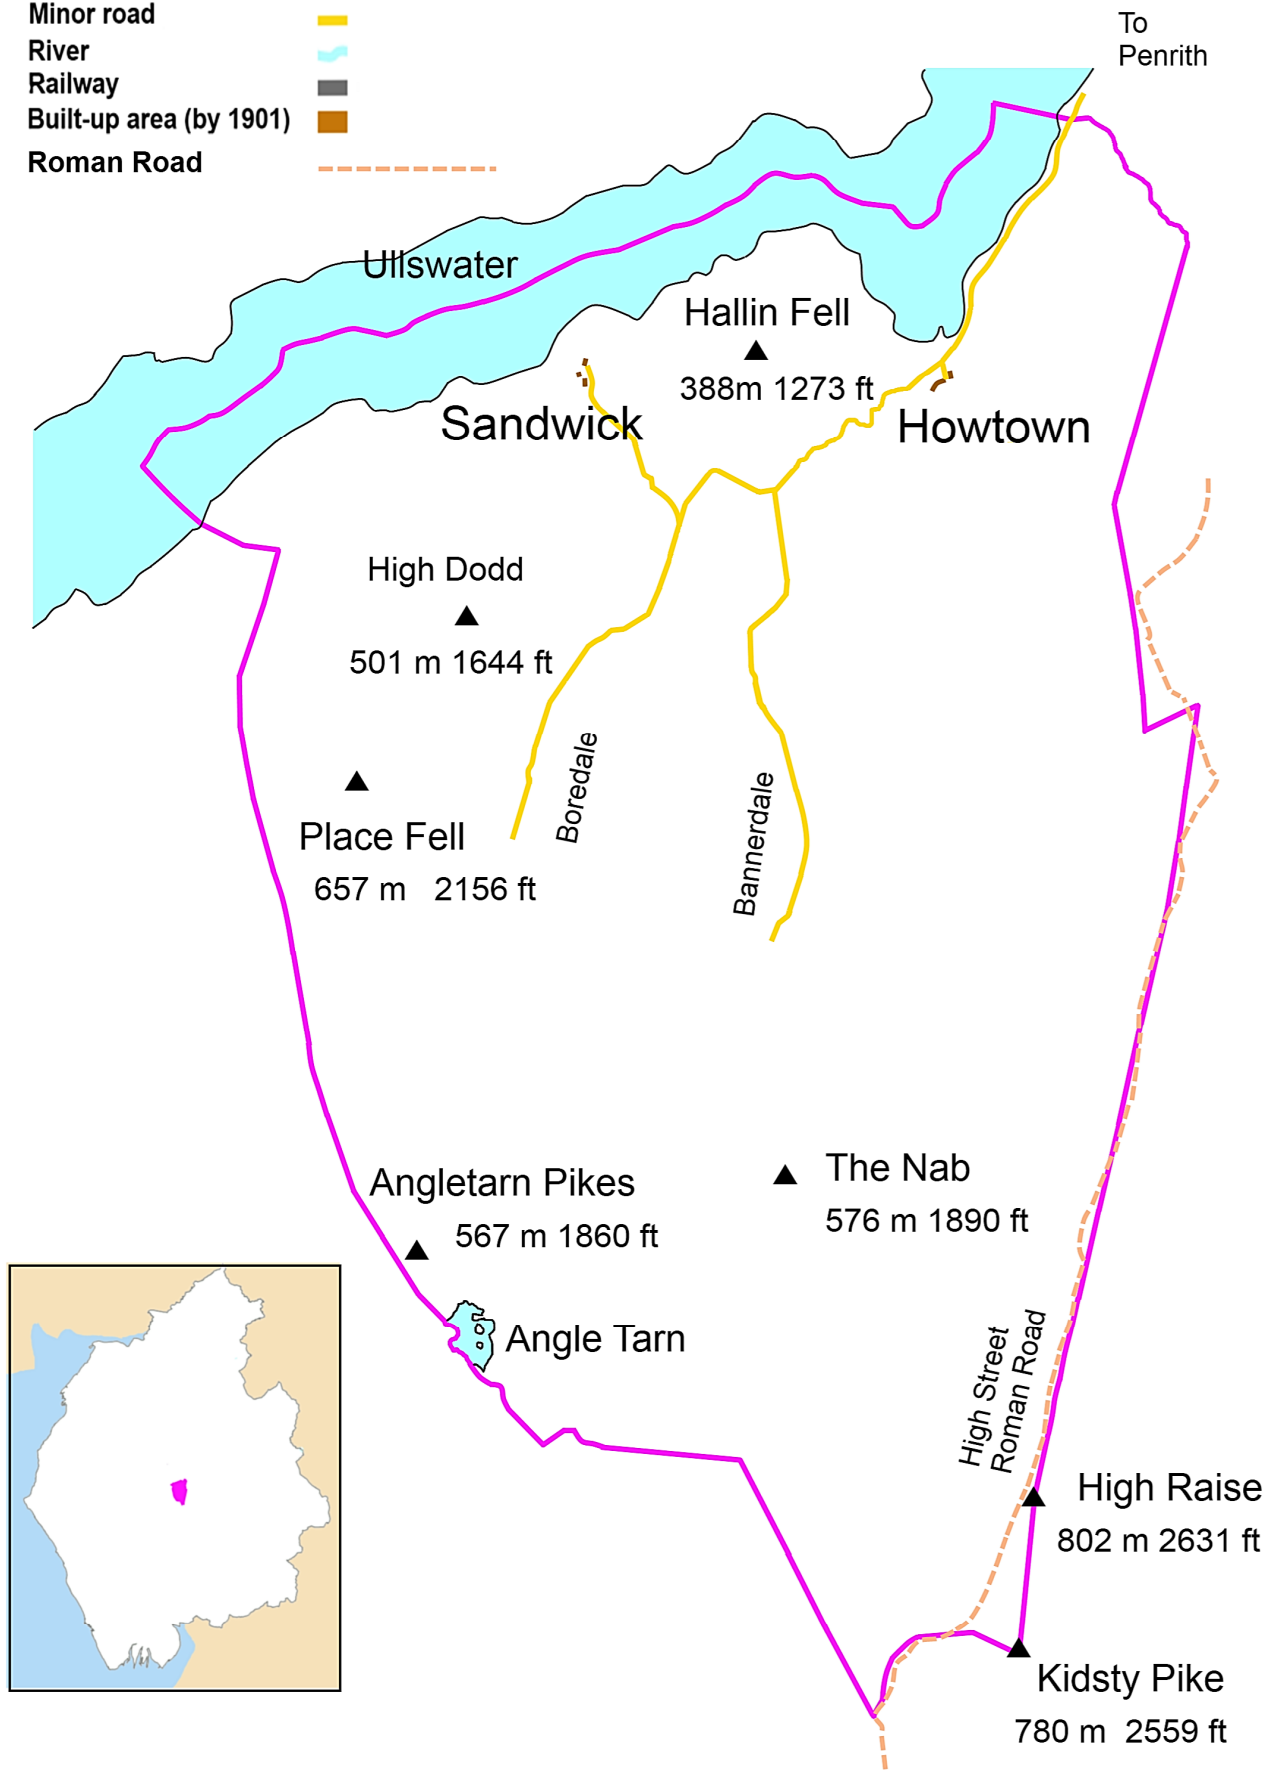 Minor road
River
Railway
Built-up area (by 1901)
Roman Road
To
Penrith
Ullswater
Hallin Fell
388m 1273 ft
Sandwick
Howtown
High Dodd
501 m 1644 ft
Boredale
Bannerdale
Place Fell
657 m 2156 ft
Angletarn Pikes
567 m 1860 ft
The Nab
576 m 1890 ft
Angle Tarn
High Street
Roman Road
High Raise
802 m 2631 ft
Kidsty Pike
780 m 2559 ft